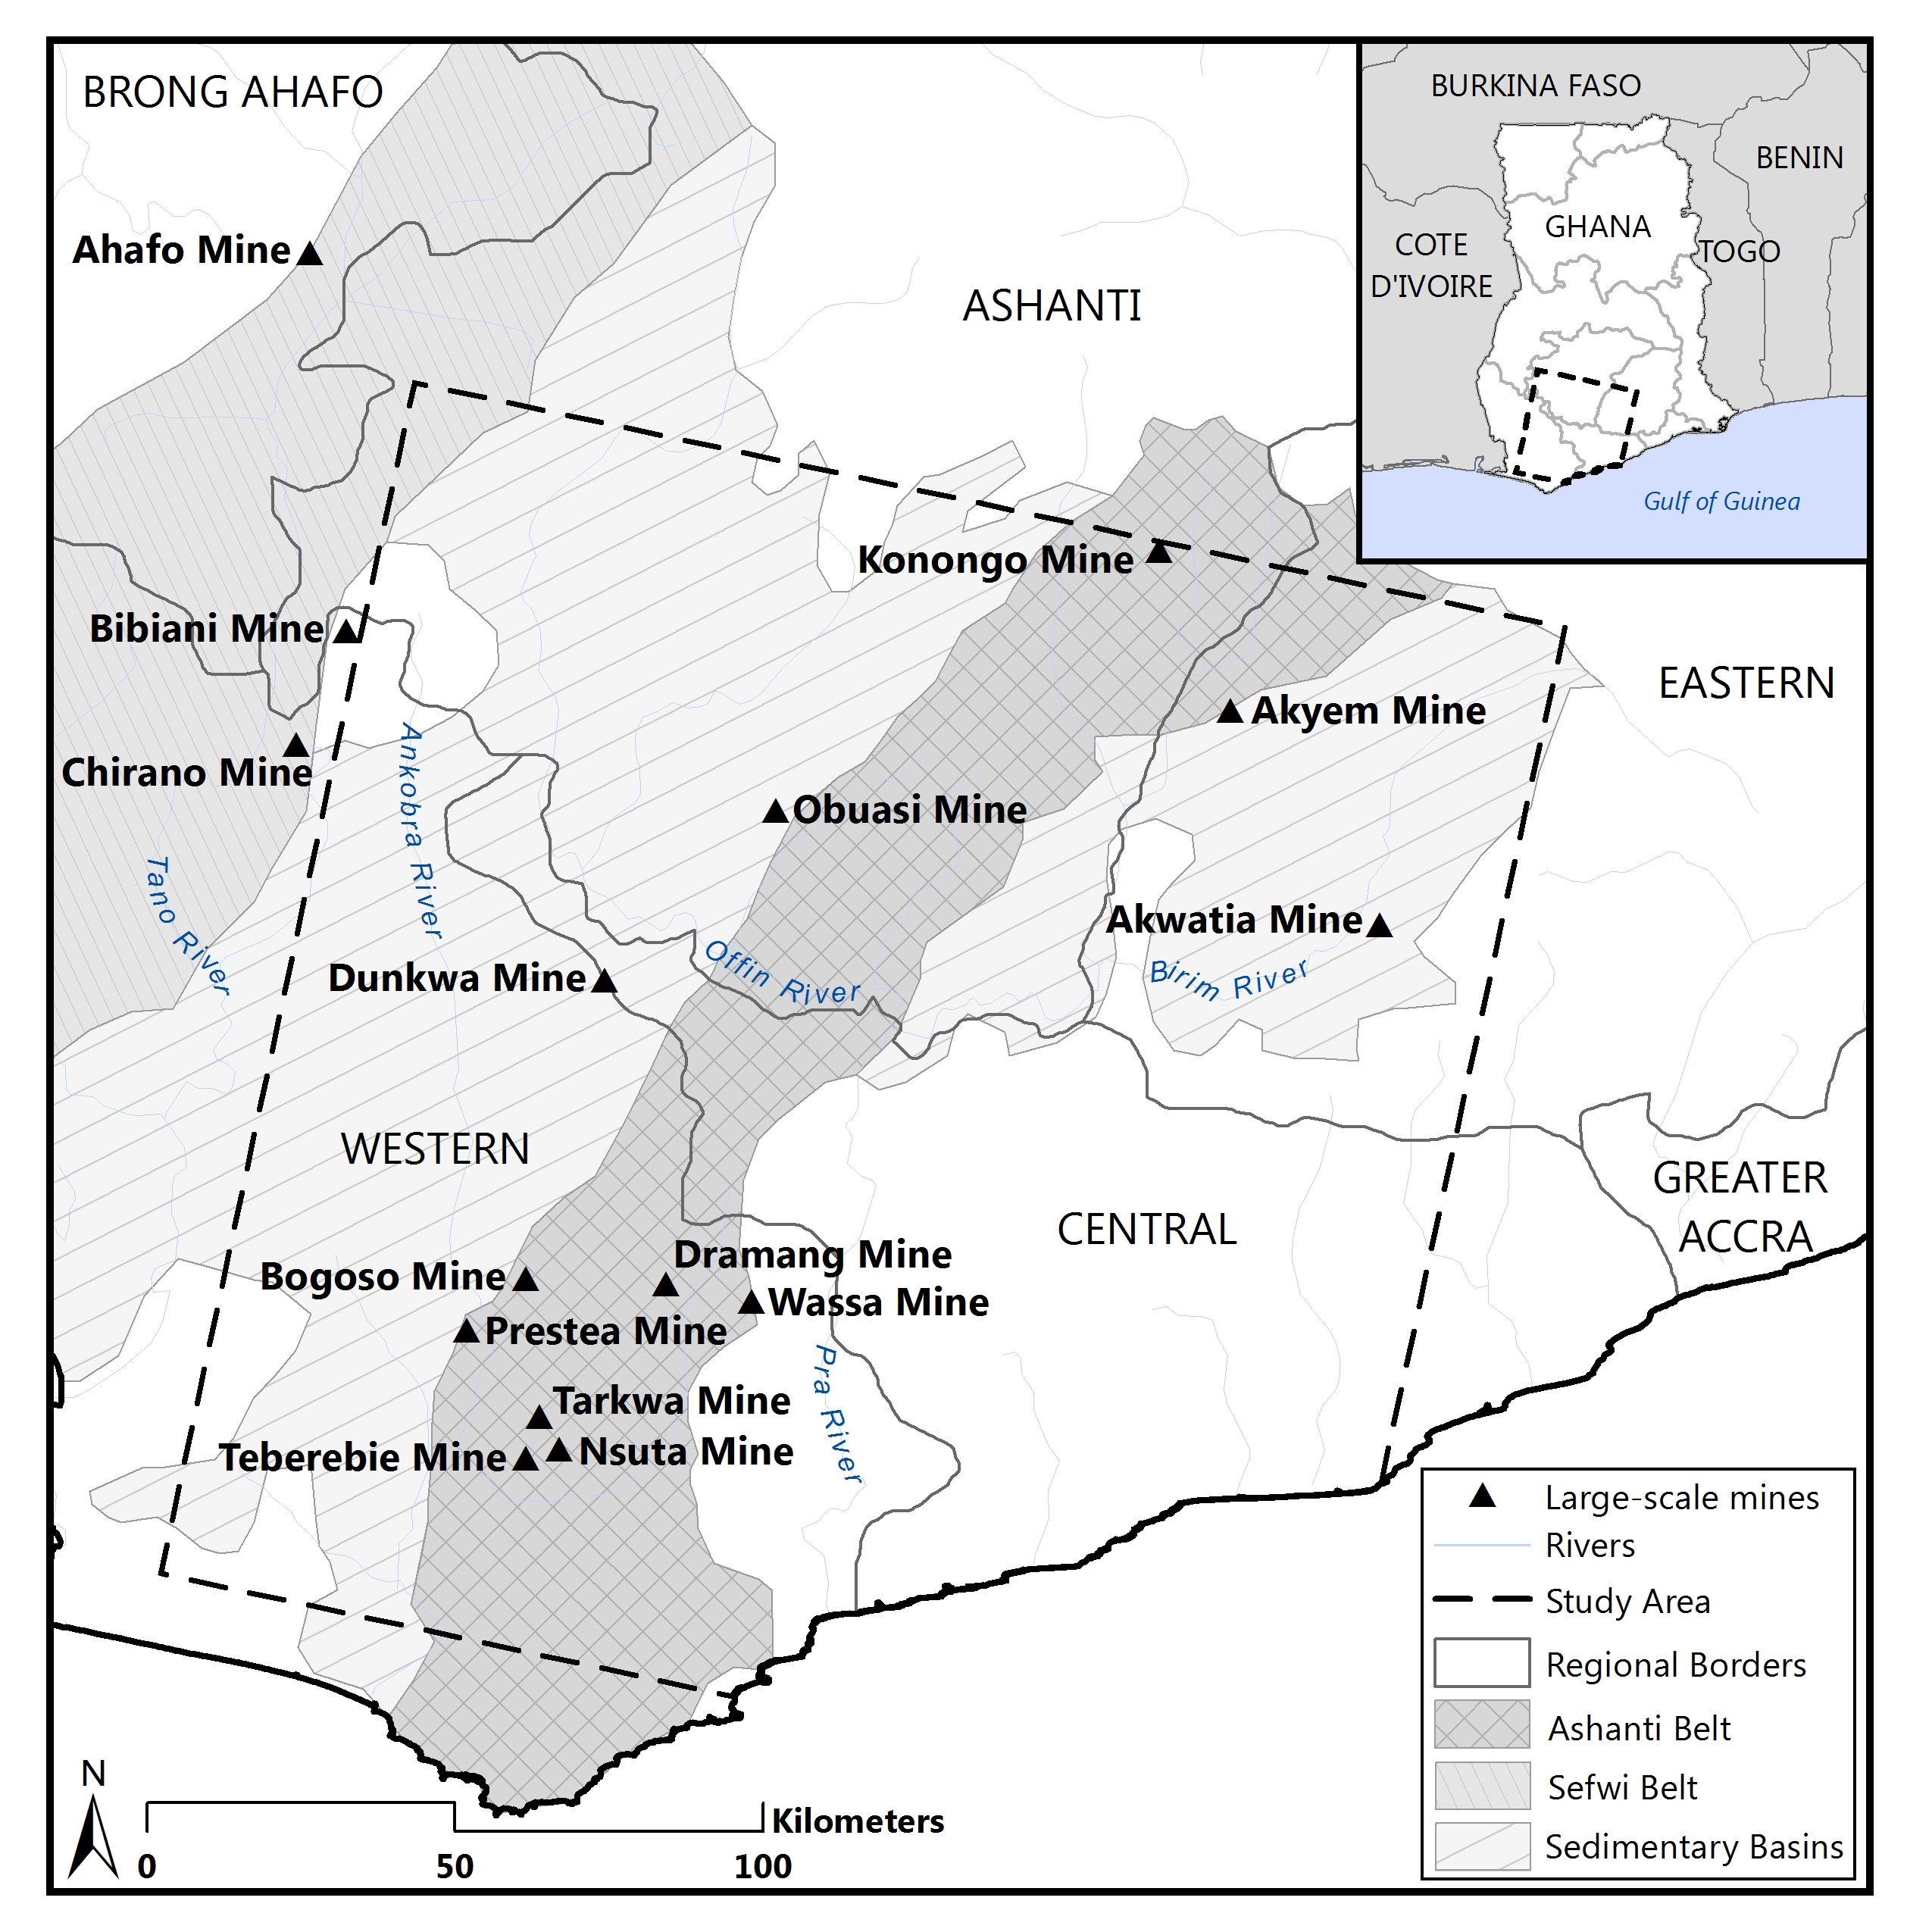 BRONG AHAFO
Ahafo Mine
ASHANTI
BURKINA FASO
BENIN
GHANA
COTE
D'IVOIRE
TOGO
Gulf of Guinea
Konongo Mine
Bibiani Mine
EASTERN
Akyem Mine
Chirano Mine
Ankobra River
Obuasi Mine
Tano River
Akwatia Mine
Dunkwa Mine
Offin River
Birim River
WESTERN
GREATER
ACCRA
CENTRAL
Dramang Mine
Bogoso Mine
Wassa Mine
Prestea Mine
Pra River
Tarkwa Mine
Teberebie Mine
Nsuta Mine
Large-scale mines
Rivers
Study Area
Regional Borders
Ashanti Belt
Sefwi Belt
Sedimentary Basins
N
Kilometers
0 50 100